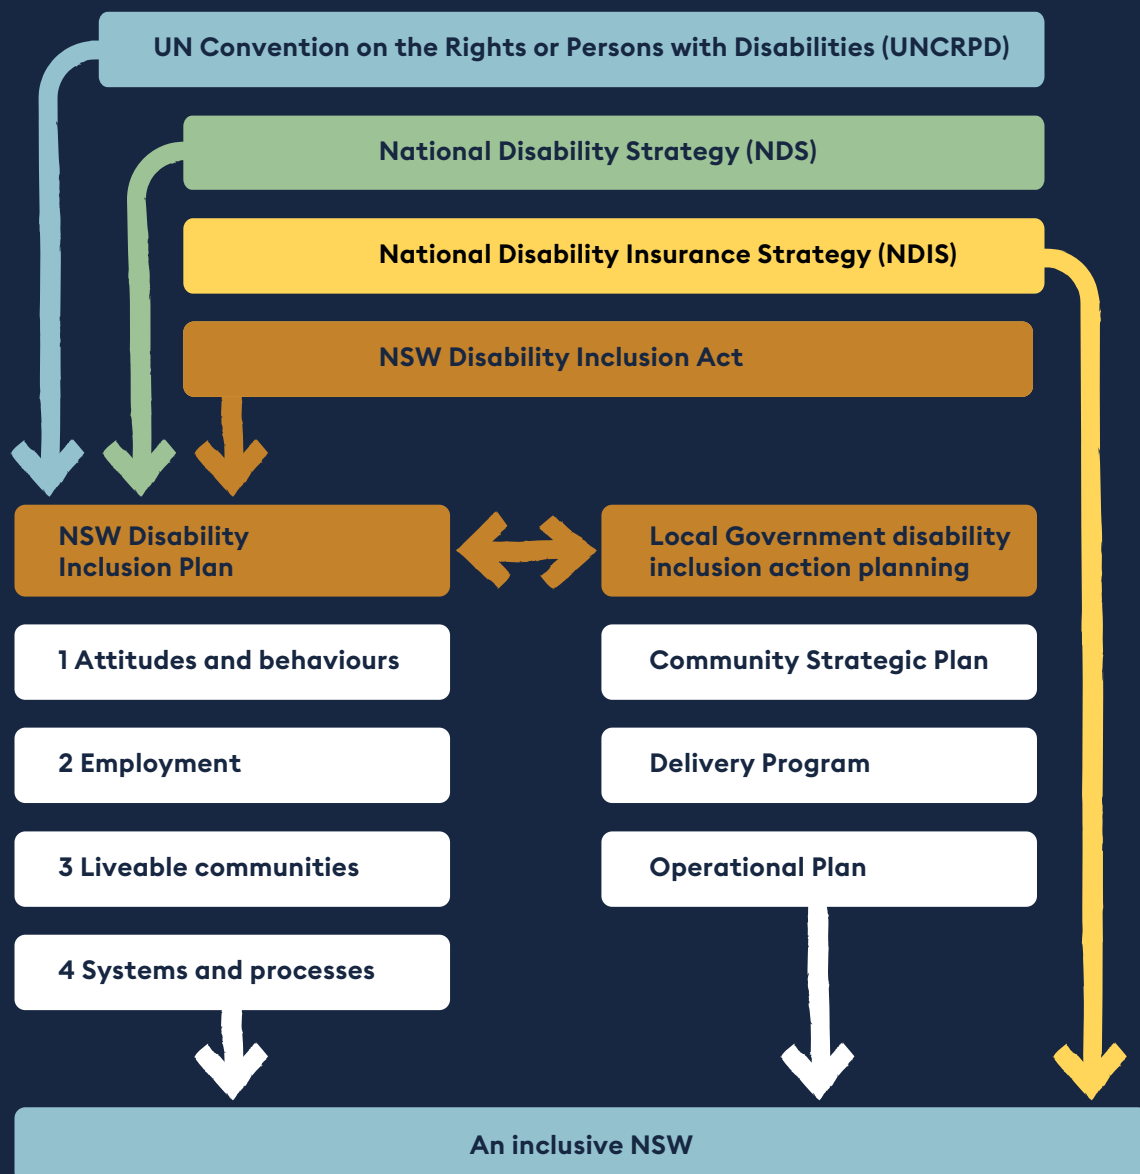 UN Convention on the Rights or Persons with Disabilities (UNCRPD)
National Disability Strategy (NDS)
National Disability Insurance Strategy (NDIS)
NSW Disability Inclusion Act
NSW Disability
Inclusion Plan
Local Government disability
inclusion action planning
1 Attitudes and behaviours
Community Strategic Plan
2 Employment
Delivery Program
3 Liveable communities
Operational Plan
4 Systems and processes
An inclusive NSW